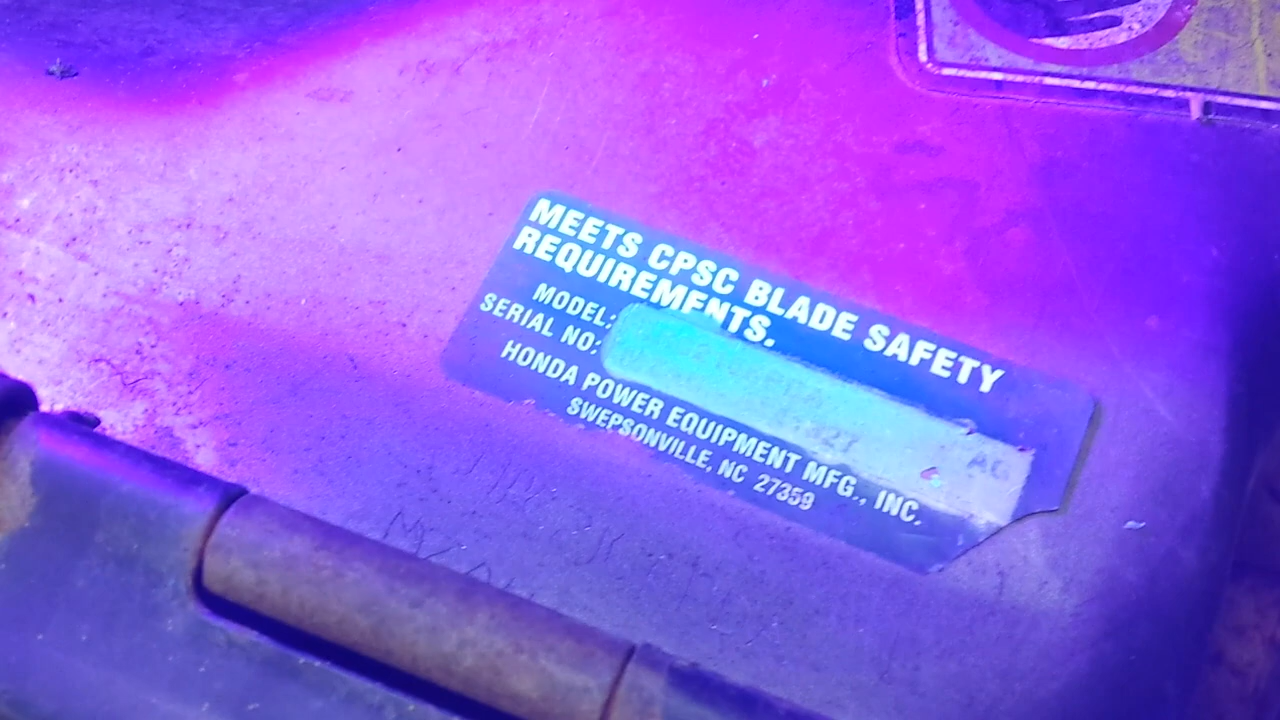 MEETS CPSC BLADE SAFETY
REQUIREMENTS.
MODEL:
SERIAL NO:
HONDA POWER EQUIPMENT MFG., INC.
SWEPSONVILLE, NC 27359